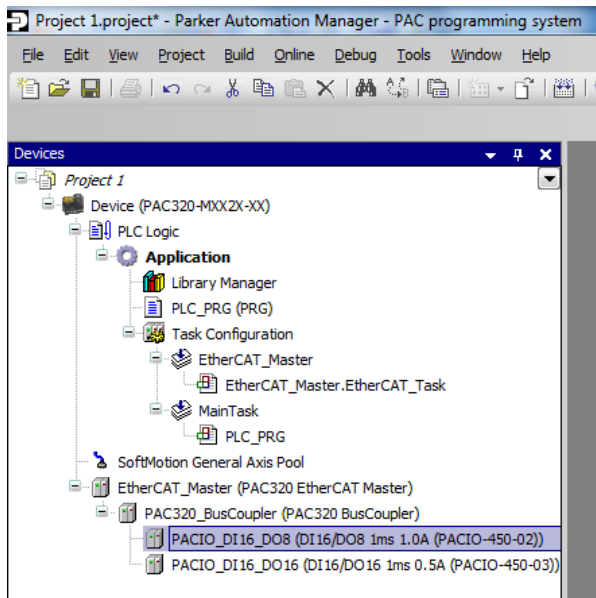 Project 1.project* - Parker Automation Manager - PAC programming system
File Edit View Project Build Online Debug Tools Window Help
Devices
Project 1
Device (PAC320-MXX2X-XX)
PLC Logic
Application
Library Manager
PLC_PRG (PRG)
Task Configuration
EtherCAT_Master
EtherCAT_Master.EtherCAT_Task
MainTask
PLC_PRG
SoftMotion General Axis Pool
EtherCAT_Master (PAC320 EtherCAT Master)
PAC320_BusCoupler (PAC320 BusCoupler)
PACIO_DI16_DO8 (DI16/DO8 1ms 1.0A (PACIO-450-02))
PACIO_DI16_DO16 (DI16/DO16 1ms 0.5A (PACIO-450-03))